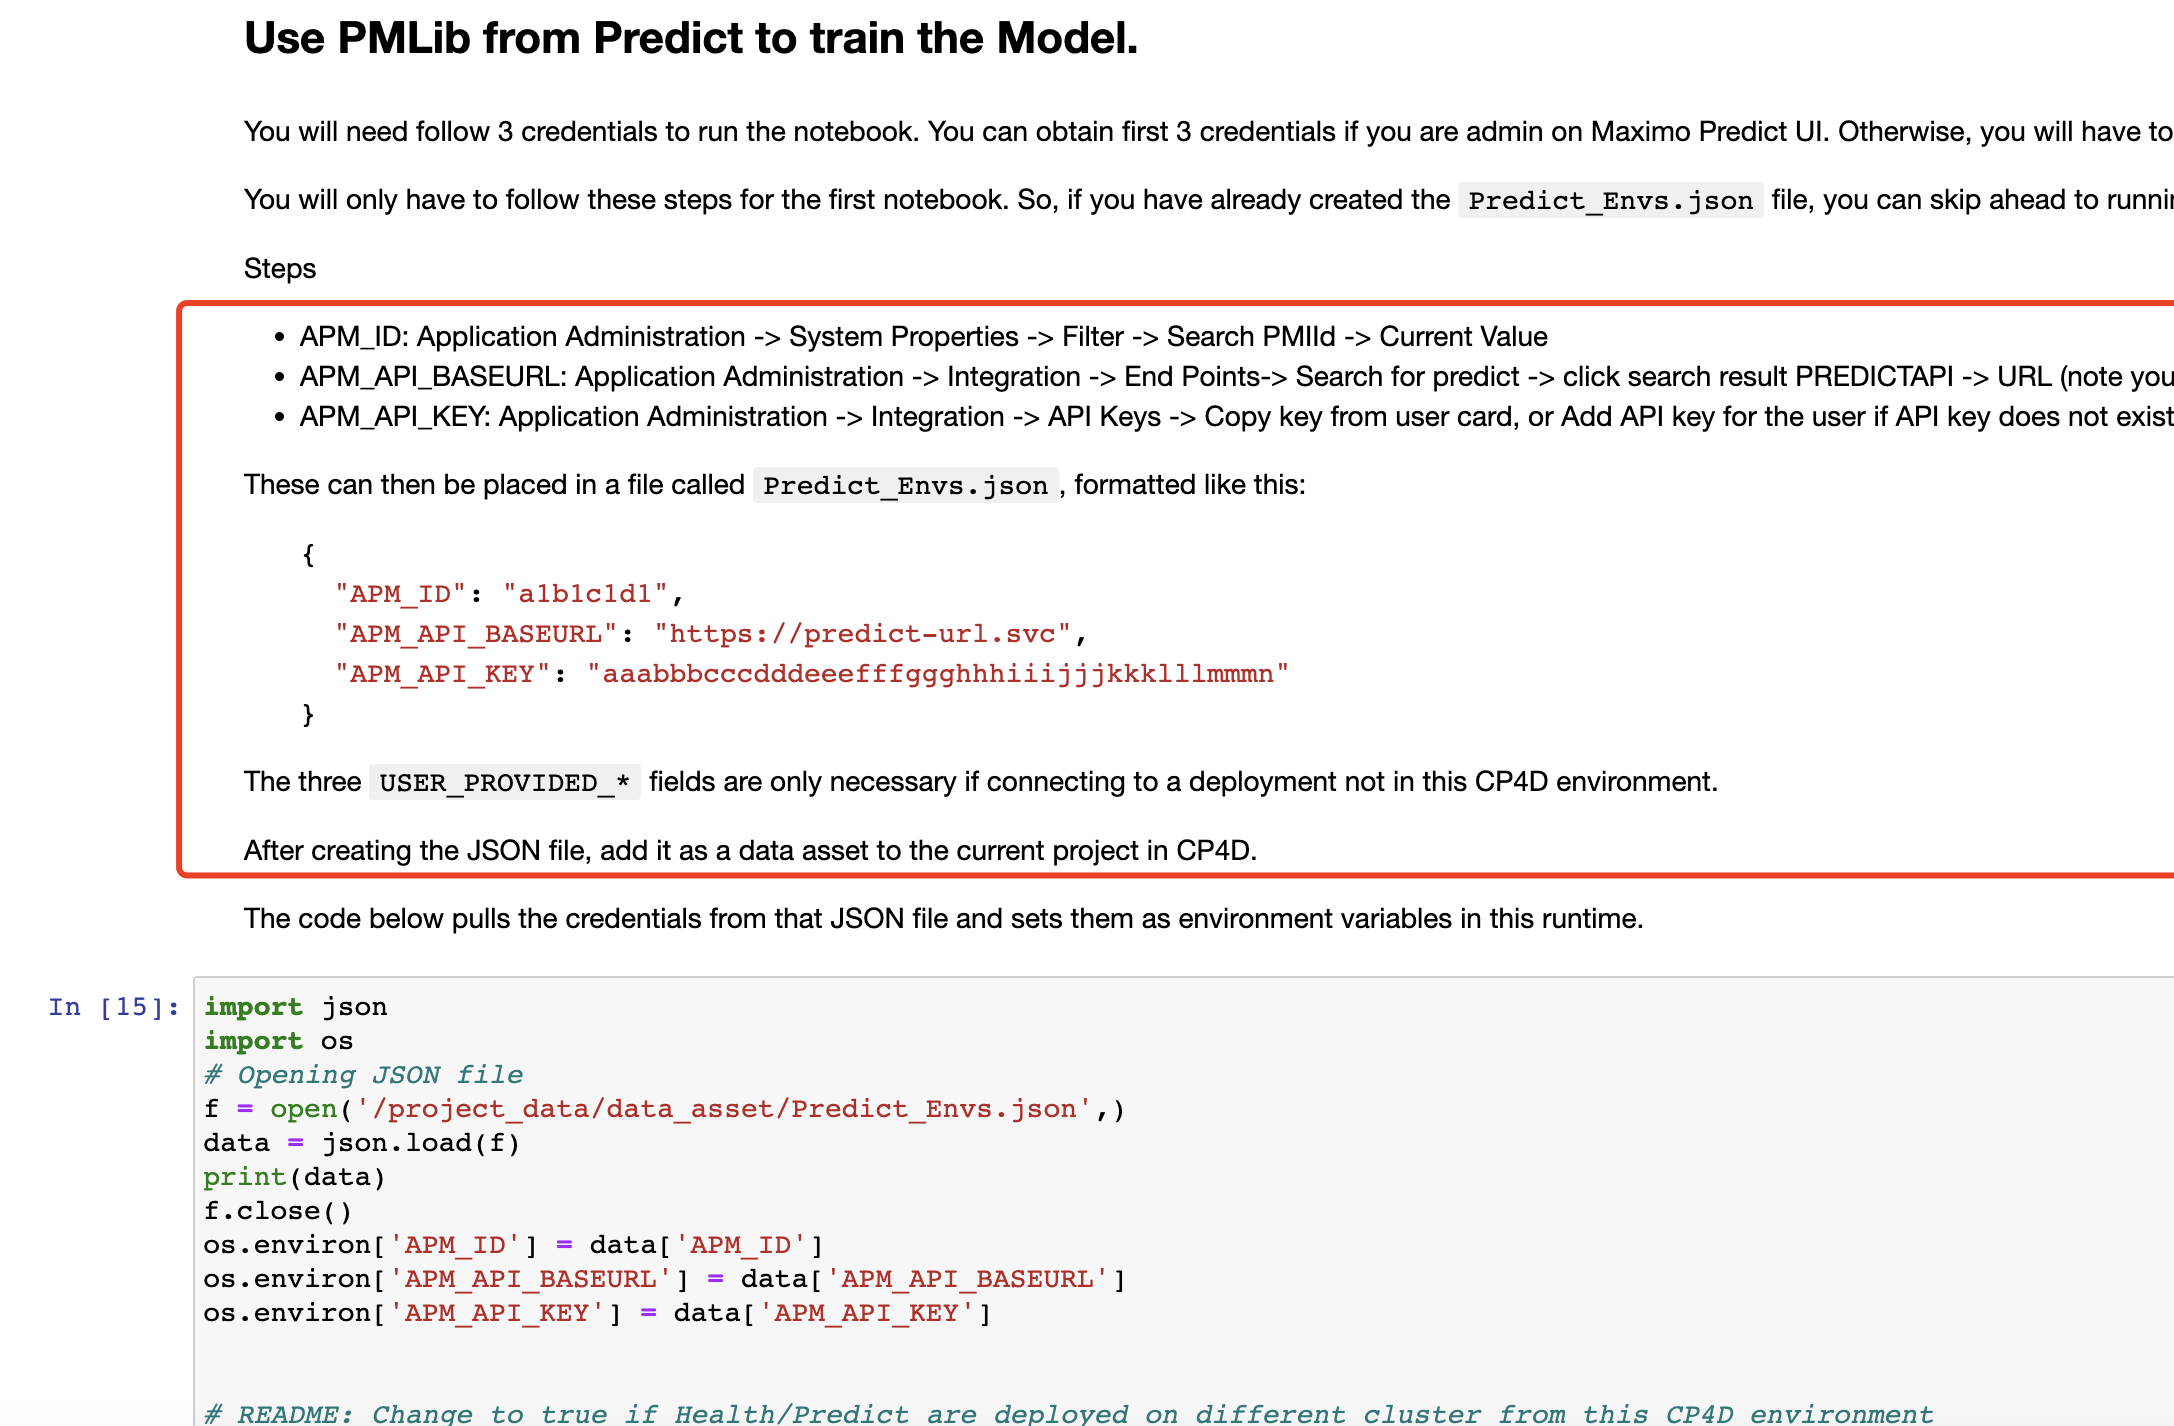 Use PMLib from Predict to train the Model.
You will need follow 3 credentials to run the notebook. You can obtain first 3 credentials if you are admin on Maximo Predict UI. Otherwise, you will have to
You will only have to follow these steps for the first notebook. So, if you have already created the Predict_Envs.json file, you can skip ahead to runni
Steps
• APM_ID: Application Administration -> System Properties -> Filter -> Search PMIId -> Current Value
• APM_API_BASEURL: Application Administration -> Integration -> End Points-> Search for predict -> click search result PREDICTAPI -> URL (note you
• APM_API_KEY: Application Administration -> Integration -> API Keys -> Copy key from user card, or Add API key for the user if API key does not exist
These can then be placed in a file called Predict_Envs.json, formatted like this:
{
"APM_ID": "a1b1c1d1",
"APM_API_BASEURL": "https://predict-url.svc",
"APM_API_KEY": "aaabbbcccdddeeefffggghhhiiijjjkkklllmmmn"
}
The three USER_PROVIDED_* fields are only necessary if connecting to a deployment not in this CP4D environment.
After creating the JSON file, add it as a data asset to the current project in CP4D.
The code below pulls the credentials from that JSON file and sets them as environment variables in this runtime.
In [15]: import json
import os
# Opening JSON file
f = open('/project_data/data_asset/Predict_Envs.json',)
data = json.load(f)
print(data)
f.close()
os.environ['APM_ID'] = data['APM_ID']
os.environ['APM_API_BASEURL'] = data['APM_API_BASEURL']
os.environ['APM_API_KEY'] = data['APM_API_KEY']
# README: Change to true if Health/Predict are deployed on different cluster from this CP4D environment